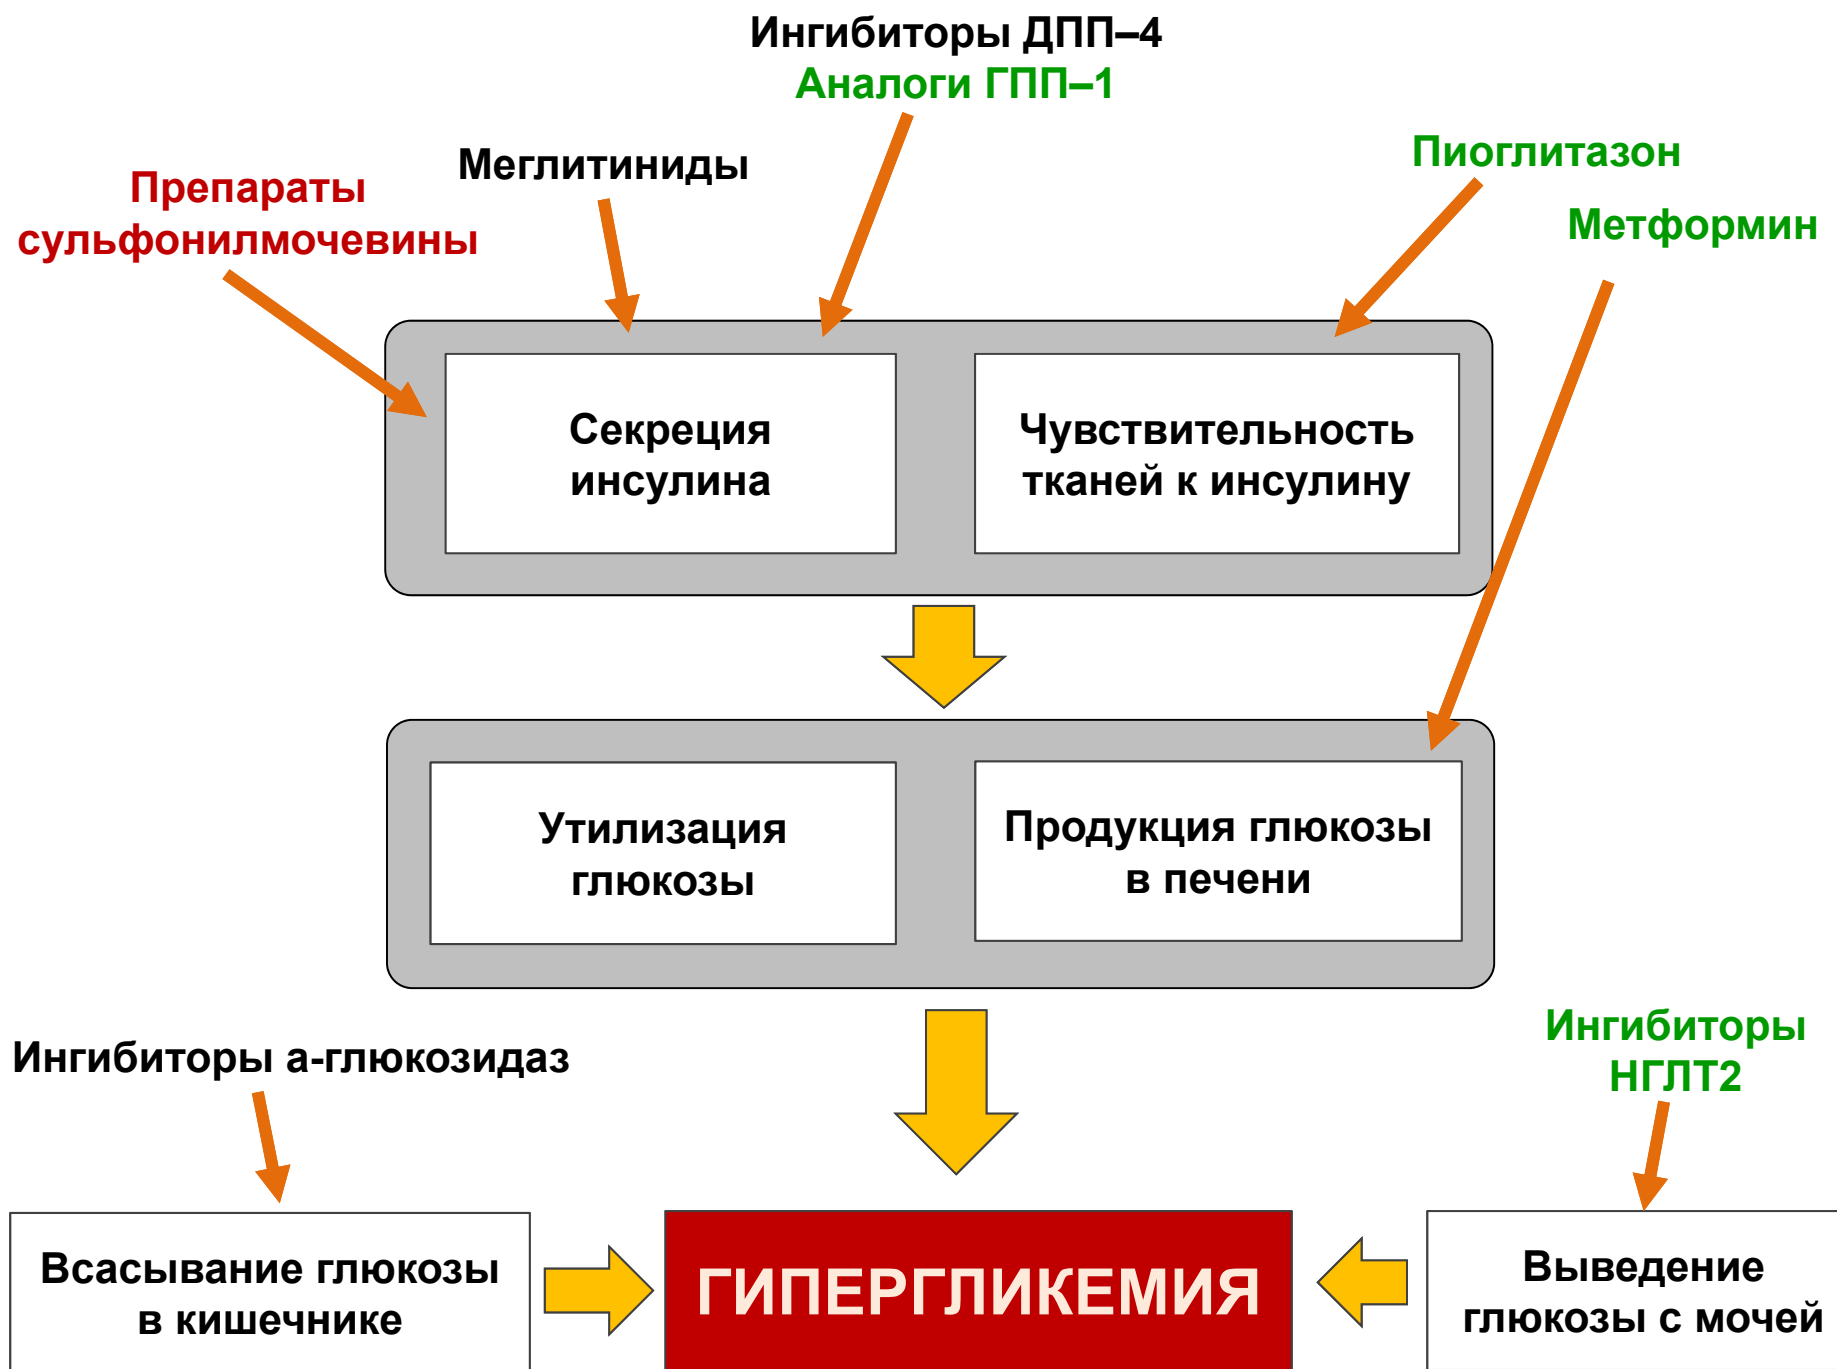 Ингибиторы ДПП–4
Аналоги ГПП–1
Меглитиниды
Пиоглитазон
Препараты
сульфонилмочевины
Метформин
Секреция
инсулина
Чувствительность
тканей к инсулину
Утилизация
глюкозы
Продукция глюкозы
в печени
Ингибиторы а-глюкозидаз
Ингибиторы
НГЛТ2
Всасывание глюкозы
в кишечнике
ГИПЕРГЛИКЕМИЯ
Выведение
глюкозы с мочей